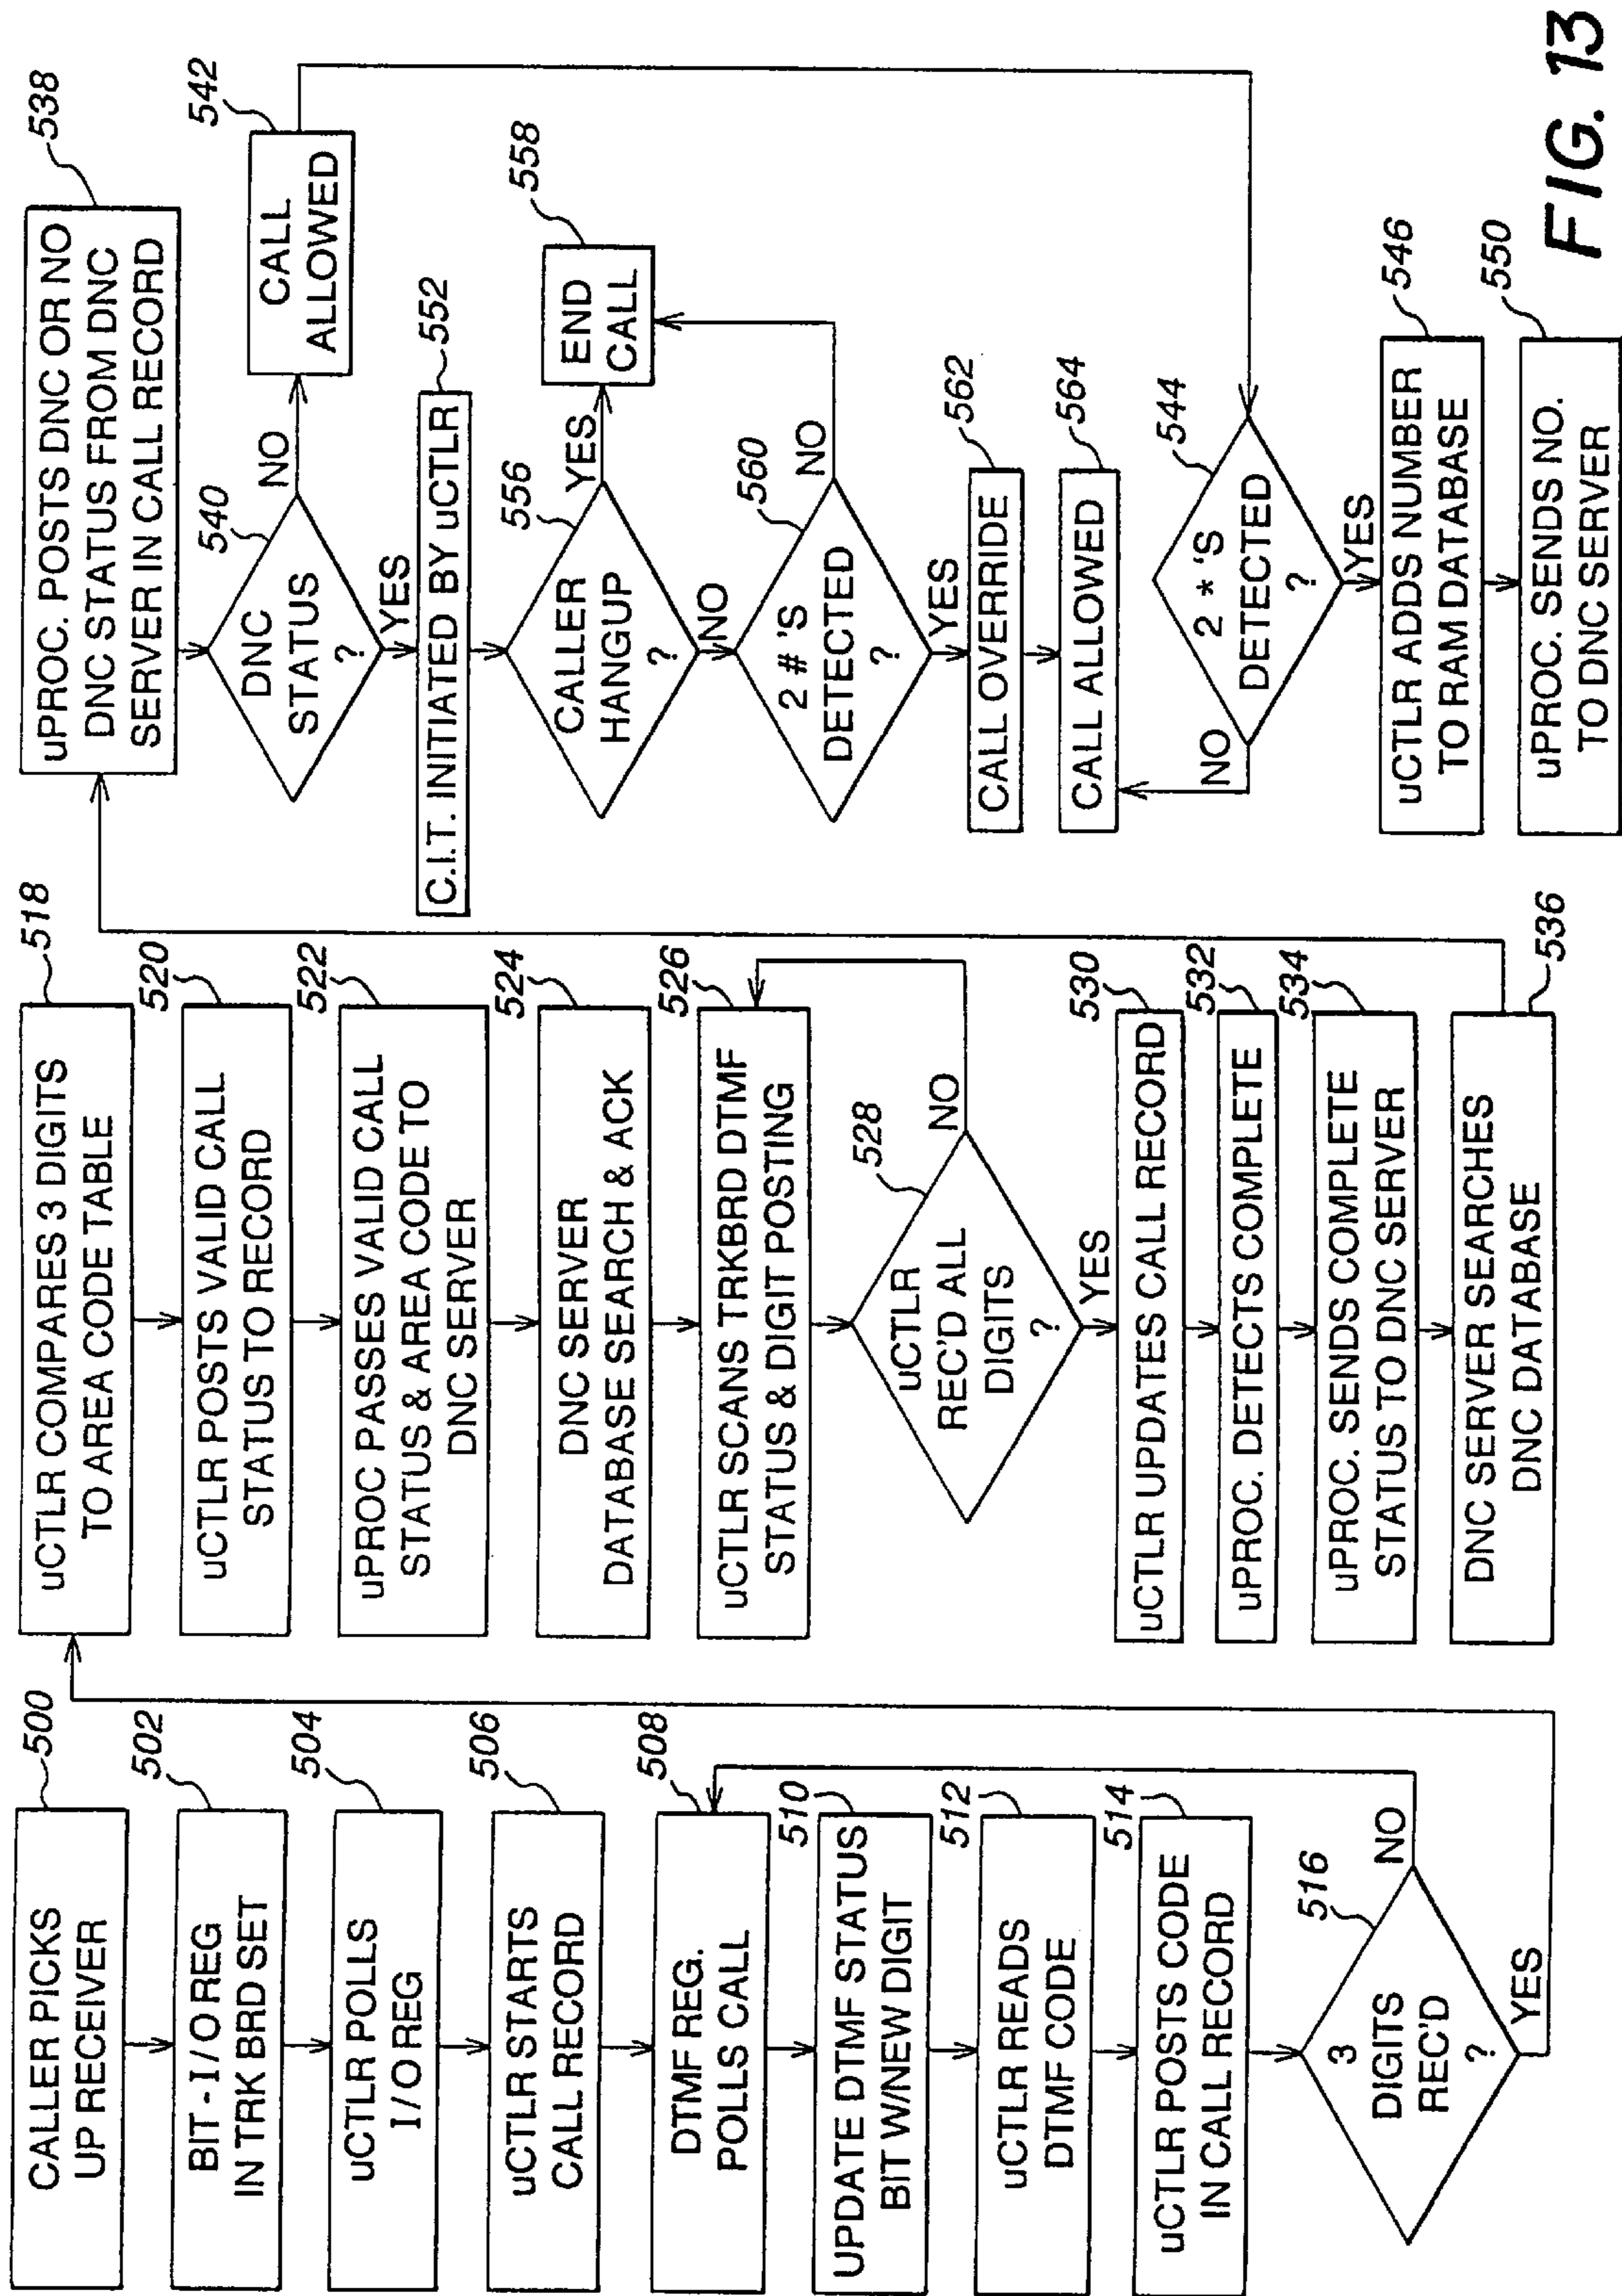 CALLER PICKS
UP RECEIVER
500
BIT - I / O REG
IN TRK BRD SET
502
uCTLR POLLS
I / O REG
504
uCTLR STARTS
CALL RECORD
506
DTMF REG.
POLLS CALL
508
UPDATE DTMF STATUS
BIT W/NEW DIGIT
510
uCTLR READS
DTMF CODE
512
uCTLR POSTS CODE
IN CALL RECORD
514
3
DIGITS
REC'D
?
516
NO
YES
uCTLR COMPARES 3 DIGITS
TO AREA CODE TABLE
518
uCTLR POSTS VALID CALL
STATUS TO RECORD
520
uPROC PASSES VALID CALL
STATUS & AREA CODE TO
DNC SERVER
522
DNC SERVER
DATABASE SEARCH & ACK
524
uCTLR SCANS TRKBRD DTMF
STATUS & DIGIT POSTING
526
uCTLR
REC'D ALL
DIGITS
?
528
NO
YES
uCTLR UPDATES CALL RECORD
530
uPROC. DETECTS COMPLETE
532
uPROC. SENDS COMPLETE
STATUS TO DNC SERVER
534
DNC SERVER SEARCHES
DNC DATABASE
536
uPROC. POSTS DNC OR NO
DNC STATUS FROM DNC
SERVER IN CALL RECORD
538
DNC
STATUS
?
540
NO
YES
CALL
ALLOWED
542
C.I.T. INITIATED BY uCTLR
552
CALLER
HANGUP
?
556
YES
NO
END
CALL
558
2 # 'S
DETECTED
?
560
NO
YES
CALL OVERRIDE
562
CALL ALLOWED
564
2 * 'S
DETECTED
?
544
NO
YES
uCTLR ADDS NUMBER
TO RAM DATABASE
546
uPROC. SENDS NO.
TO DNC SERVER
550
FIG. 13